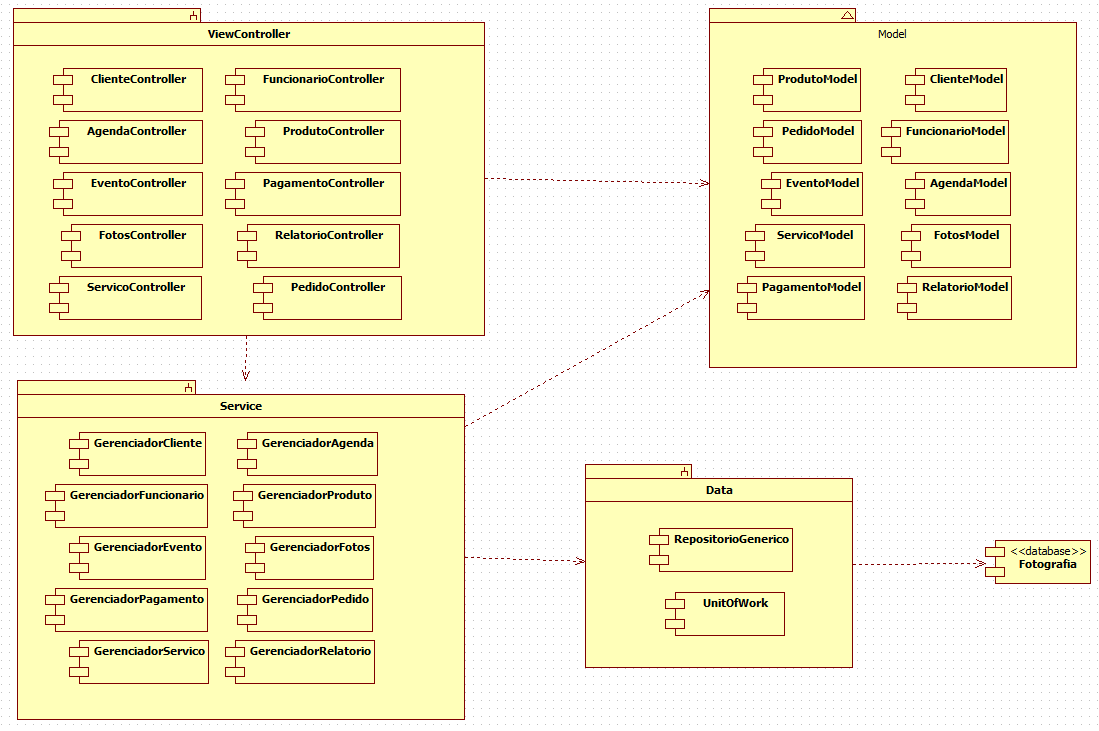 ViewController
ClienteController
FuncionarioController
AgendaController
ProdutoController
EventoController
PagamentoController
FotosController
RelatorioController
ServicoController
PedidoController
Model
ProdutoModel
ClienteModel
PedidoModel
FuncionarioModel
EventoModel
AgendaModel
ServicoModel
FotosModel
PagamentoModel
RelatorioModel
Service
GerenciadorCliente
GerenciadorAgenda
GerenciadorFuncionario
GerenciadorProduto
GerenciadorEvento
GerenciadorFotos
GerenciadorPagamento
GerenciadorPedido
GerenciadorServico
GerenciadorRelatorio
Data
RepositorioGenerico
UnitOfWork
<<database>>
Fotografia